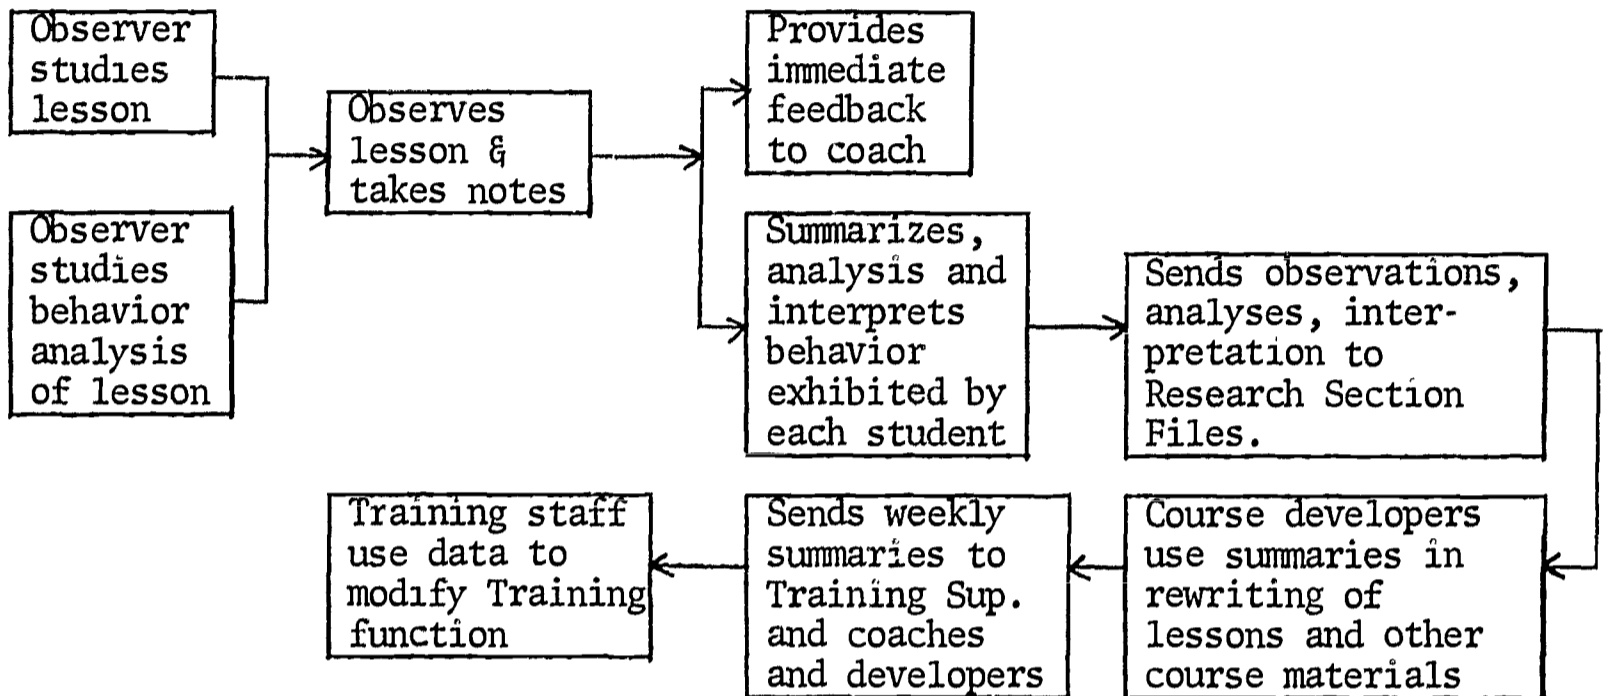 Observer
studies
lesson
Observer
studies
behavior
analysis
of lesson
Observes
lesson &
takes notes
Provides
immediate
feedback
to coach
Summarizes,
analysis and
interprets
behavior
exhibited by
each student
Sends observations,
analyses, inter-
pretation to
Research Section
Files.
Course developers
use summaries in
rewriting of
lessons and other
course materials
Sends weekly
summaries to
Training Sup.
and coaches
and developers
Training staff
use data to
modify Training
function